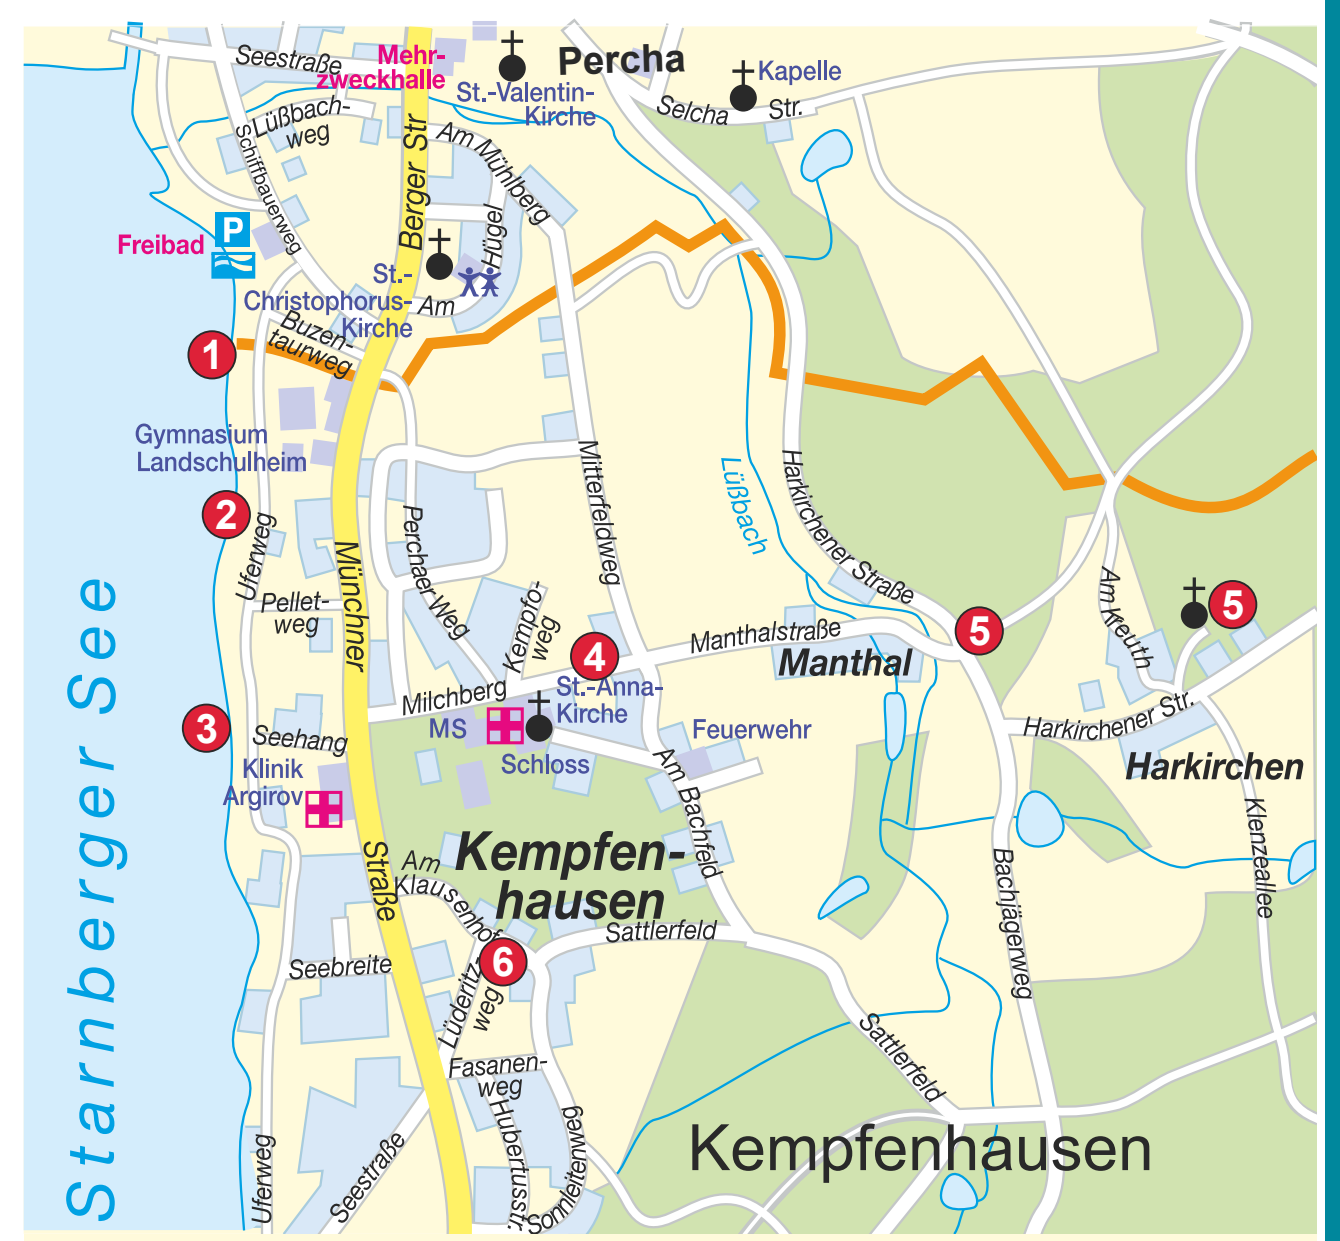 Seestraße
Mehr-
zweckhalle
Percha
St.-Valentin-
Kirche
Kapelle
Selcha Str.
Lüßbach-
weg
Schiffbauerweg
Berger Str
Am Mühlberg
Hügel
Am
P
Freibad
St.-
Christophorus-
Kirche
Buzen-
taurweg
1
Gymnasium
Landschulheim
2
Uferweg
Münchner
Perchaer Weg
Mitterfeldweg
Lüßbach
Harkirchener Straße
Pellet-
weg
Kempfo-
weg
4
Manthalstraße
Manthal
5
Am Kreuth
5
Starnberger See
Milchberg
St.-Anna-
Kirche
MS
Schloss
Feuerwehr
3
Seehang
Klinik
Argirov
Am Bachfeld
Harkirchener Str.
Harkirchen
Klenzeallee
Straße
Am
Klausenhof
Kempfen-
hausen
Bachjägerweg
Sattlerfeld
6
Seebreite
Lüderitz-
weg
Sattlerfeld
Fasanen-
weg
Hubertusstr.
Sonnleitenweg
Kempfenhausen
Uferweg
Seestraße